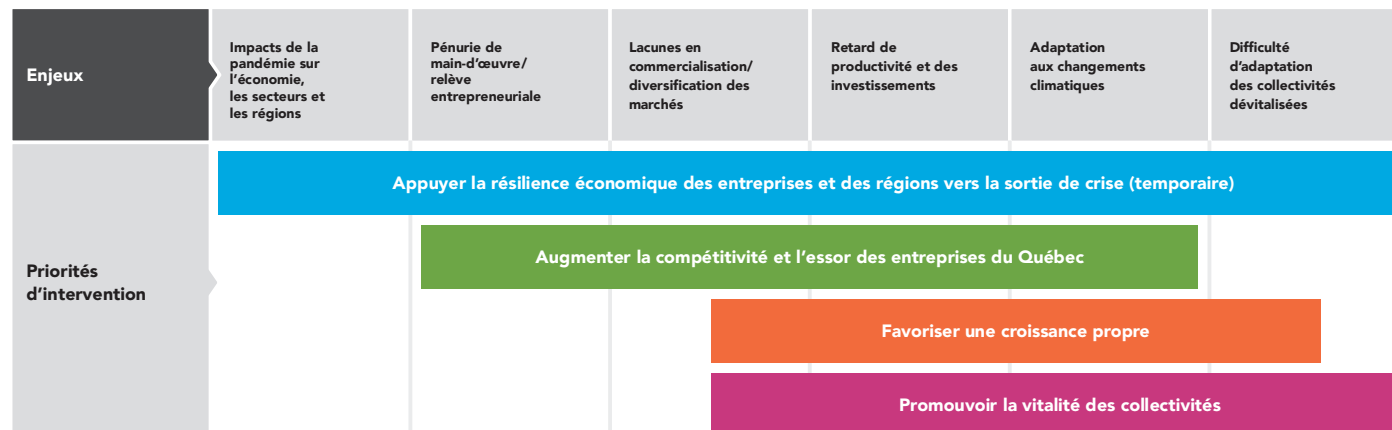 Enjeux
Impacts de la
pandémie sur
l'économie,
les secteurs et
les régions
Pénurie de
main-d'œuvre/
relève
entrepreneuriale
Lacunes en
commercialisation/
diversification des
marchés
Retard de
productivité et des
investissements
Adaptation
aux changements
climatiques
Difficulté
d'adaptation
des collectivités
dévitalisées
Priorités
d'intervention
Appuyer la résilience économique des entreprises et des régions vers la sortie de crise (temporaire)
Augmenter la compétitivité et l'essor des entreprises du Québec
Favoriser une croissance propre
Promouvoir la vitalité des collectivités